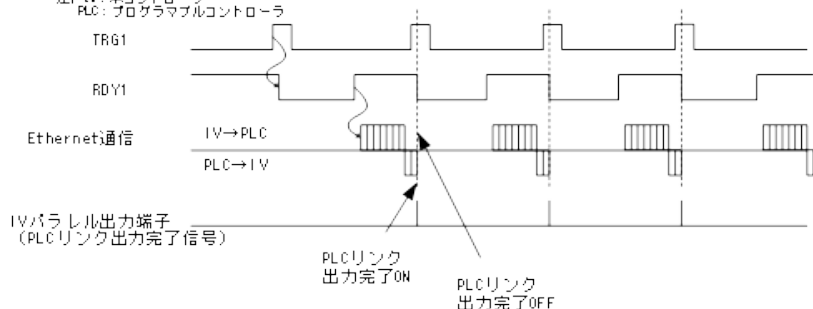 PLC: プログラマブルコントローラ
TRG1
RDY1
Ethernet通信
IV→PLC
PLC→IV
IVパラレル出力端子
(PLCリンク出力完了信号)
PLCリンク
出力完了ON
PLCリンク
出力完了OFF